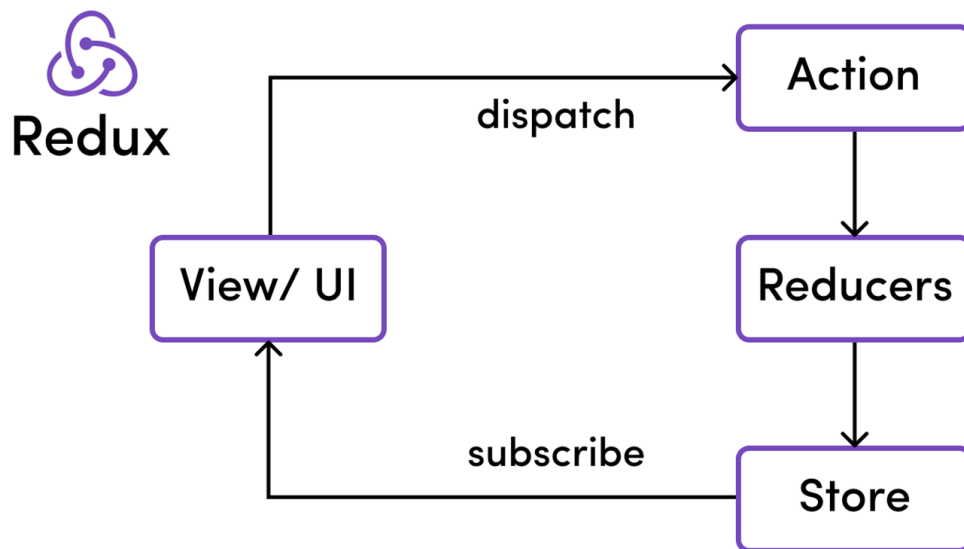 Redux
Action
dispatch
View/ UI
Reducers
subscribe
Store